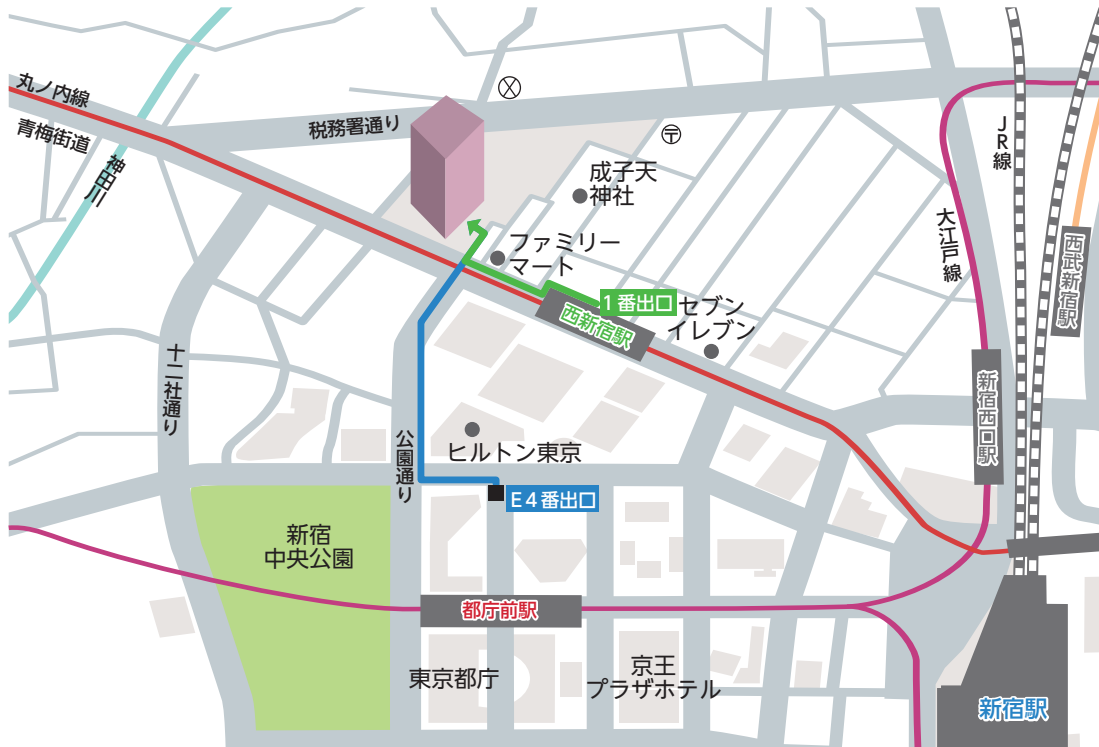 丸ノ内線
青梅街道
神田川
税務署通り
成子天
神社
ファミリー
マート
1番出口
セブン
イレブン
西新宿駅
JR線
大江戸線
西武新宿駅
新宿西口駅
十二社通り
公園通り
ヒルトン東京
E4番出口
新宿
中央公園
都庁前駅
東京都庁
京王
プラザホテル
新宿駅